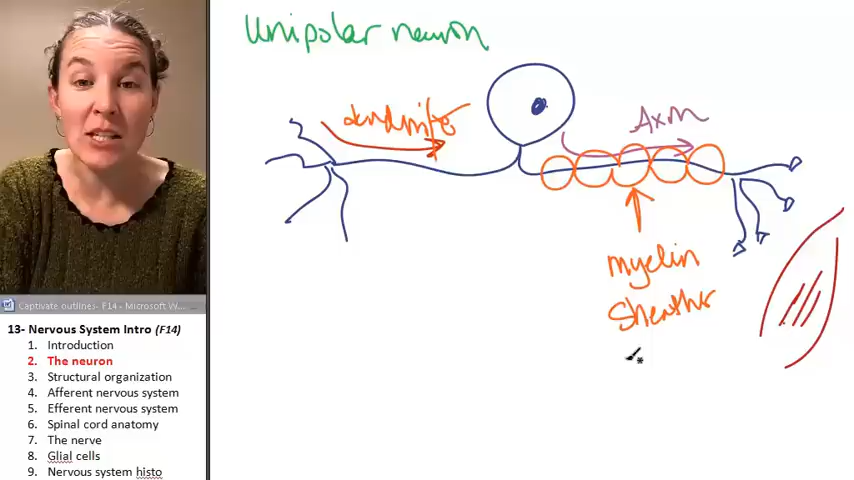 Unipolar neuron
dendrite
Axon
myelin
Sheaths
Captivate outlines- F14 - Microsoft W...
13- Nervous System Intro (F14)
1. Introduction
2. The neuron
3. Structural organization
4. Afferent nervous system
5. Efferent nervous system
6. Spinal cord anatomy
7. The nerve
8. Glial cells
9. Nervous system histo